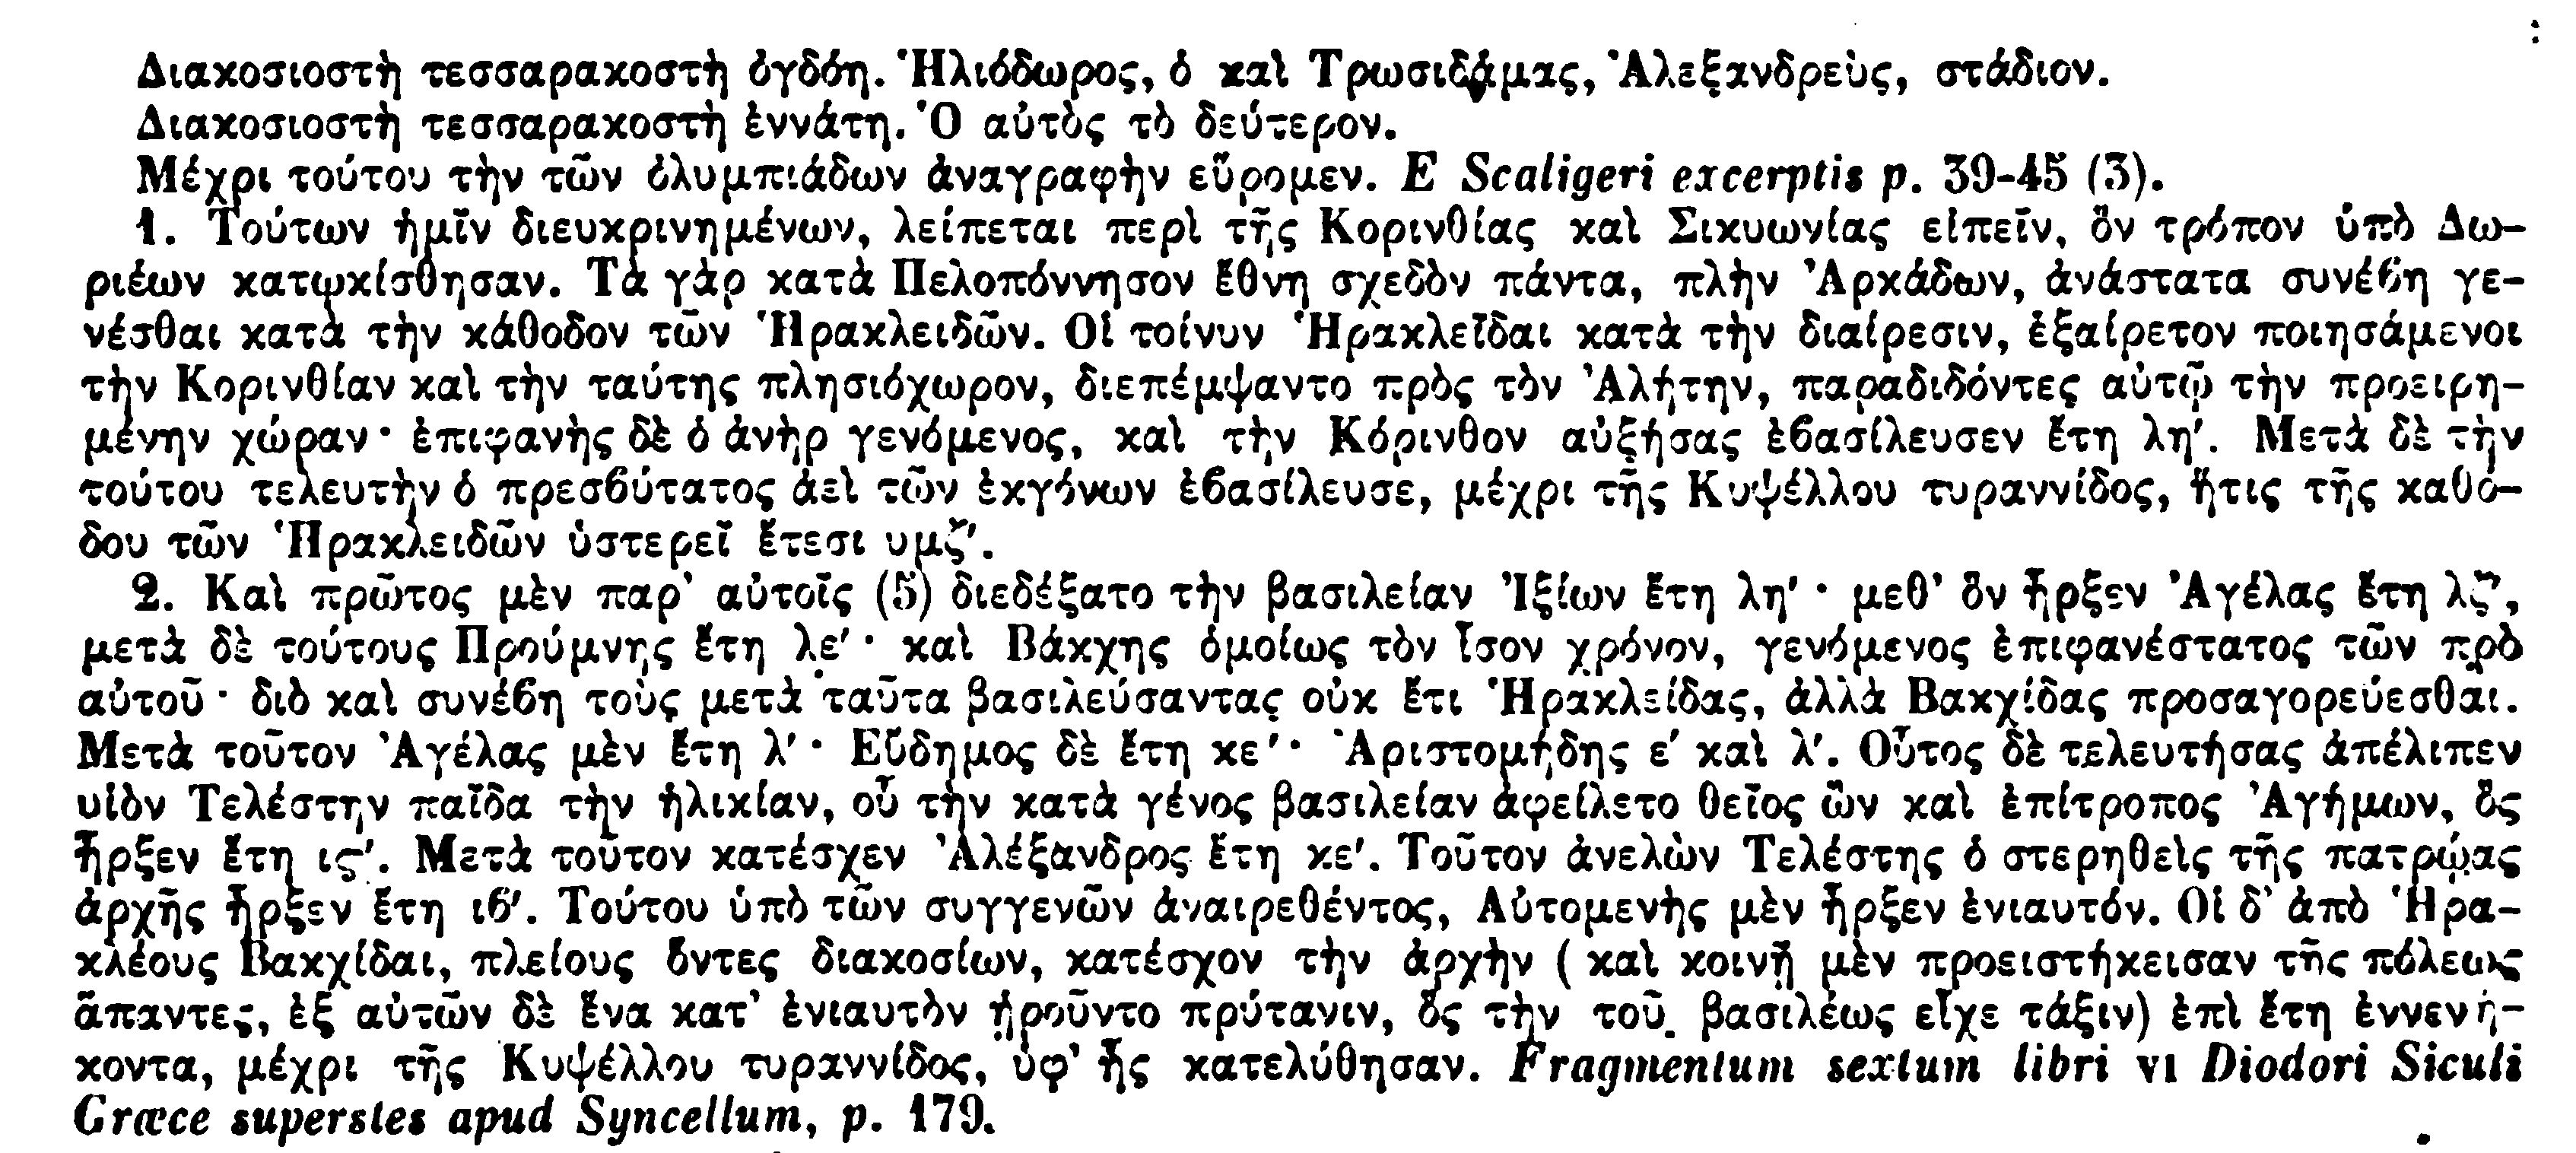 Διακοσιοστὴ τεσσαρακοστὴ ὀγδόη. Ἡλιόδωρος, ὁ καὶ Τρωσιδάμας, Ἀλεξανδρεὺς, στάδιον.
Διακοσιοστὴ τεσσαρακοστὴ ἐννάτη. Ὁ αὐτὸς τὸ δεύτερον.
Μέχρι τούτου τὴν τῶν ὀλυμπιάδων ἀναγραφὴν εὕρομεν. E Scaligeri excerptis p. 39-45 (3).
1. Τούτων ἡμῖν διευκρινημένων, λείπεται περὶ τῆς Κορινθίας καὶ Σικυωνίας εἰπεῖν, ὃν τρόπον ὑπὸ Δω-
ριέων κατῳκίσθησαν. Τὰ γὰρ κατὰ Πελοπόννησον ἔθνη σχεδὸν πάντα, πλὴν Ἀρκάδων, ἀνάστατα συνέϐη γε-
νέσθαι κατὰ τὴν κάθοδον τῶν Ἡρακλειδῶν. Οἱ τοίνυν Ἡρακλεῖδαι κατὰ τὴν διαίρεσιν, ἐξαίρετον ποιησάμενοι
τὴν Κορινθίαν καὶ τὴν ταύτης πλησιόχωρον, διεπέμψαντο πρὸς τὸν Ἀλήτην, παραδιδόντες αὐτῷ τὴν προειρη-
μένην χώραν· ἐπιφανὴς δὲ ὁ ἀνὴρ γενόμενος, καὶ τὴν Κόρινθον αὐξήσας ἐϐασίλευσεν ἔτη λη'. Μετὰ δὲ τὴν
τούτου τελευτὴν ὁ πρεσϐύτατος ἀεὶ τῶν ἐκγόνων ἐϐασίλευσε, μέχρι τῆς Κυψέλλου τυραννίδος, ἥτις τῆς καθό-
δου τῶν Ἡρακλειδῶν ὑστερεῖ ἔτεσι υμζ'.
2. Καὶ πρῶτος μὲν παρ' αὐτοῖς (5) διεδέξατο τὴν βασιλείαν Ἰξίων ἔτη λη'· μεθ' ὃν ἦρξεν Ἀγέλας ἔτη λζ',
μετὰ δὲ τούτους Προύμνης ἔτη λε'· καὶ Βάκχης ὁμοίως τὸν ἴσον χρόνον, γενόμενος ἐπιφανέστατος τῶν πρὸ
αὐτοῦ· διὸ καὶ συνέϐη τοὺς μετὰ ταῦτα βασιλεύσαντας οὐκ ἔτι Ἡρακλείδας, ἀλλὰ Βακχίδας προσαγορεύεσθαι.
Μετὰ τοῦτον Ἀγέλας μὲν ἔτη λ'· Εὔδημος δὲ ἔτη κε'· Ἀριστομήδης ε' καὶ λ'. Οὗτος δὲ τελευτήσας ἀπέλιπεν
υἱὸν Τελέστην παῖδα τὴν ἡλικίαν, οὗ τὴν κατὰ γένος βασιλείαν ἀφείλετο θεῖος ὢν καὶ ἐπίτροπος Ἀγήμων, ὃς
ἦρξεν ἔτη ις'. Μετὰ τοῦτον κατέσχεν Ἀλέξανδρος ἔτη κε'. Τοῦτον ἀνελὼν Τελέστης ὁ στερηθεὶς τῆς πατρῴας
ἀρχῆς ἦρξεν ἔτη ιϐ'. Τούτου ὑπὸ τῶν συγγενῶν ἀναιρεθέντος, Αὐτομενὴς μὲν ἦρξεν ἐνιαυτόν. Οἱ δ' ἀπὸ Ἡρα-
κλέους Βακχίδαι, πλείους ὄντες διακοσίων, κατέσχον τὴν ἀρχὴν ( καὶ κοινῇ μὲν προειστήκεισαν τῆς πόλεως
ἅπαντες, ἐξ αὐτῶν δὲ ἕνα κατ' ἐνιαυτὸν ᾑροῦντο πρύτανιν, ὃς τὴν τοῦ βασιλέως εἶχε τάξιν) ἐπὶ ἔτη ἐννενή-
κοντα, μέχρι τῆς Κυψέλλου τυραννίδος, ὑφ' ἧς κατελύθησαν. Fragmentum sextum libri VI Diodori Siculi
Græce superstes apud Syncellum, p. 179.